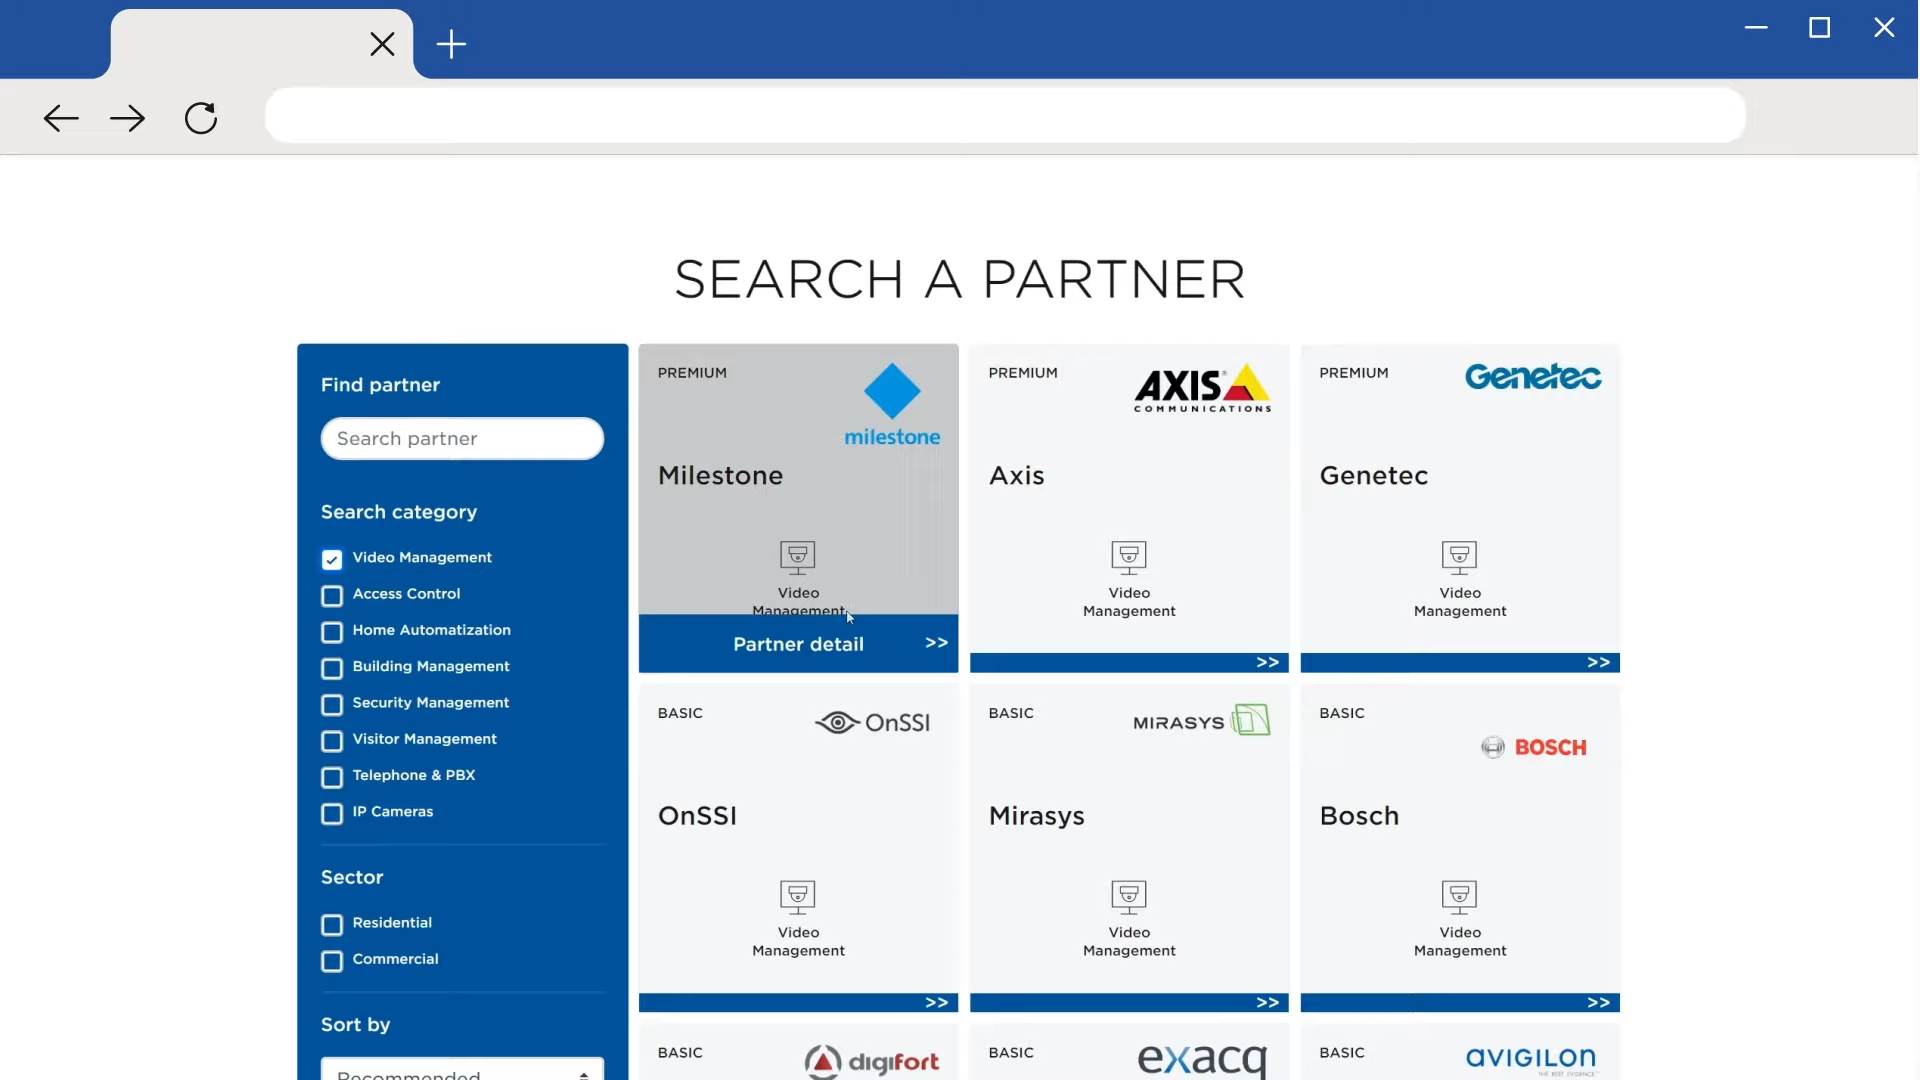 SEARCH A PARTNER
Find partner
Search partner
Search category
Video Management
Access Control
Home Automatization
Building Management
Security Management
Visitor Management
Telephone & PBX
IP Cameras
Sector
Residential
Commercial
Sort by
Recommended
PREMIUM
milestone
Milestone
Video
Management
Partner detail >>
PREMIUM
AXIS
COMMUNICATIONS
Axis
Video
Management
>>
PREMIUM
Genetec
Genetec
Video
Management
>>
BASIC
OnSSI
OnSSI
Video
Management
>>
BASIC
MIRASYS
Mirasys
Video
Management
>>
BASIC
BOSCH
Bosch
Video
Management
>>
BASIC
digifort
BASIC
exacq
BASIC
avigilon